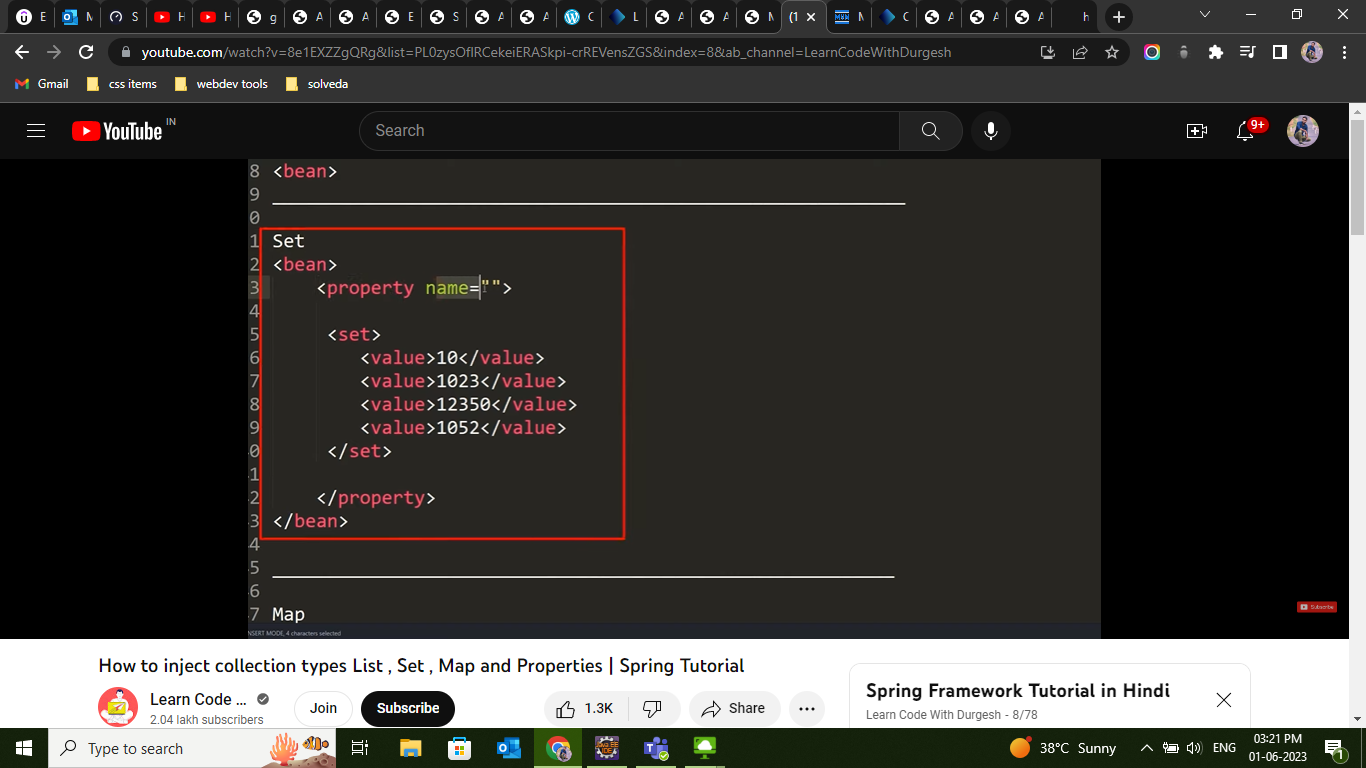 E
M
S
H
H
g
A
A
E
S
A
A
C
L
A
A
M
(1
M
C
A
A
A
h
youtube.com/watch?v=8e1EXZZgQRg&list=PL0zysOflRCekeiERASkpi-crREVensZGS&index=8&ab_channel=LearnCodeWithDurgesh
Gmail
css items
webdev tools
solveda
YouTube IN
Search
9+
8 <bean>
9
0
1 Set
2 <bean>
3 <property name="">
4
5 <set>
6 <value>10</value>
7 <value>1023</value>
8 <value>12350</value>
9 <value>1052</value>
0 </set>
1
2 </property>
3 </bean>
4
5
6
7 Map
NSERT MODE, 4 characters selected
Subscribe
How to inject collection types List , Set , Map and Properties | Spring Tutorial
Learn Code ...
2.04 lakh subscribers
Join
Subscribe
1.3K
Share
Spring Framework Tutorial in Hindi
Learn Code With Durgesh - 8/78
Type to search
38°C Sunny
ENG
03:21 PM
01-06-2023
1